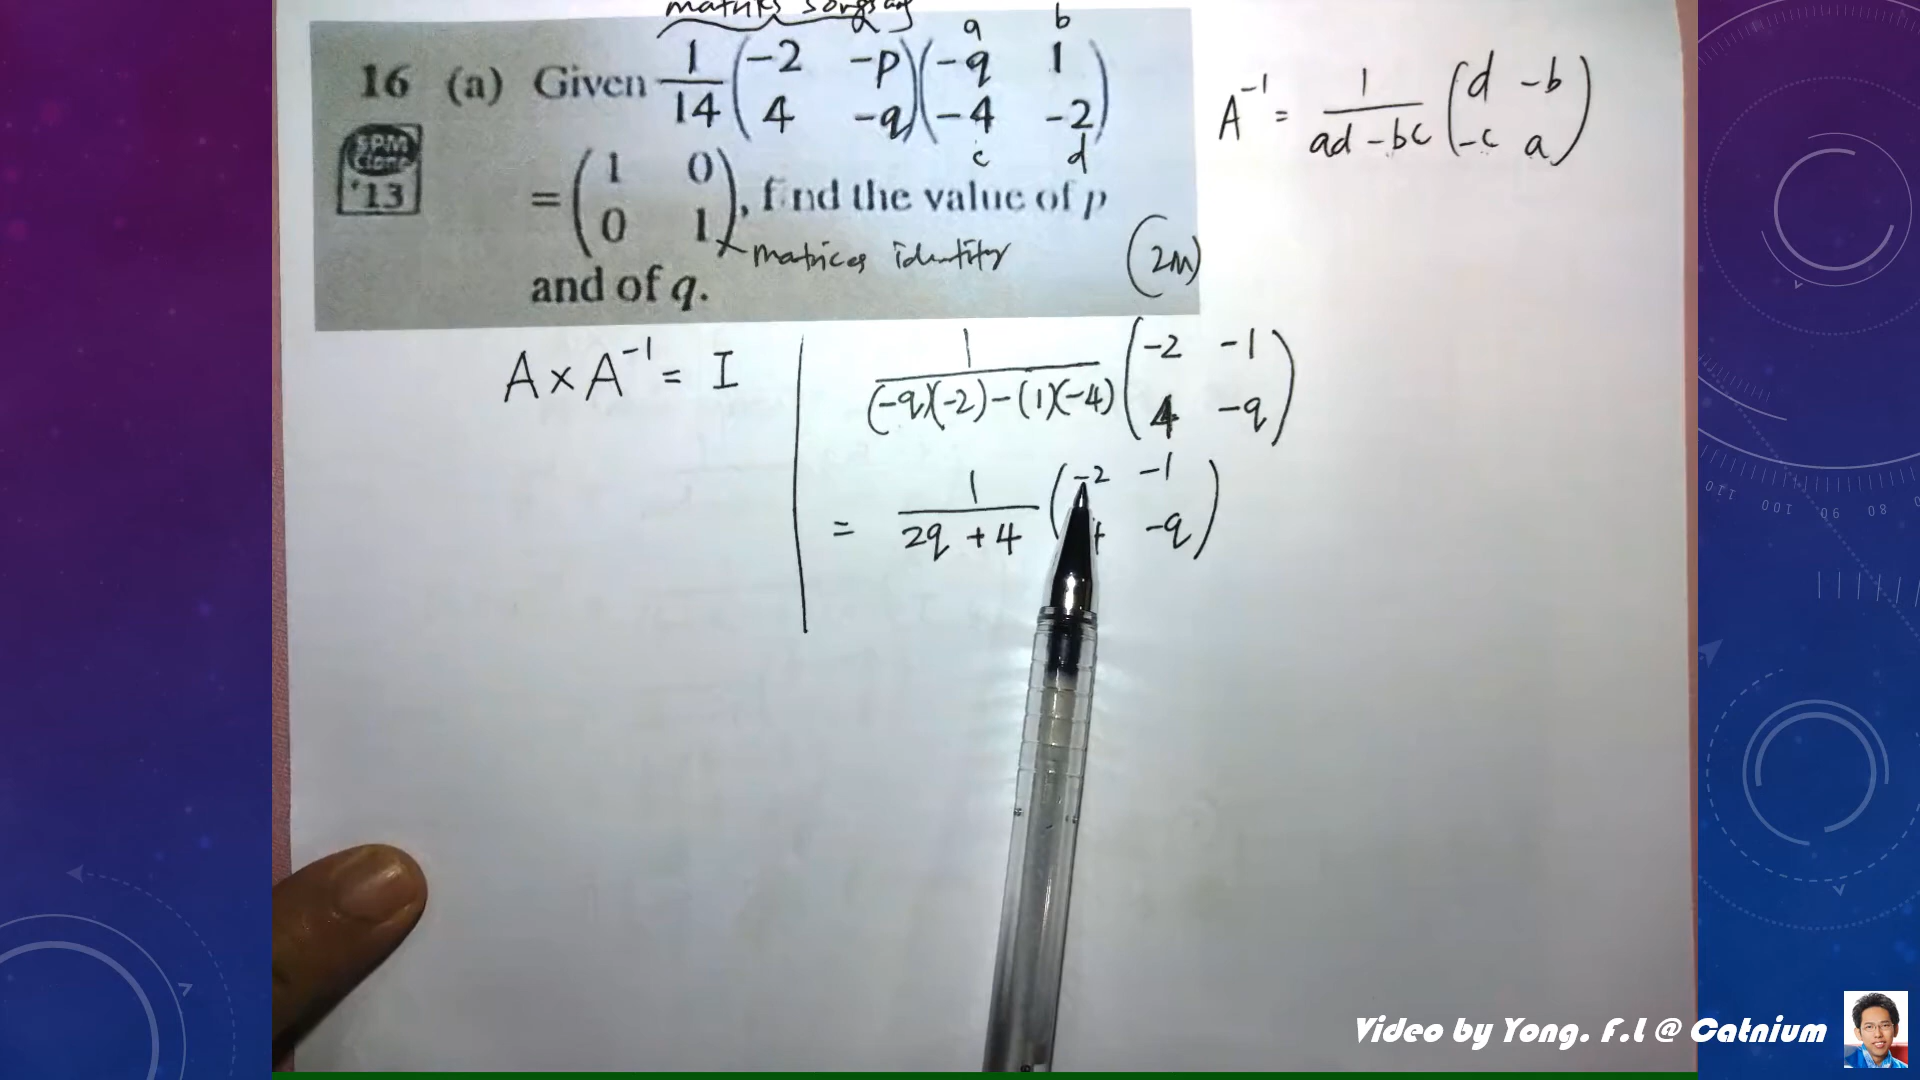 matriks songsang
a b
16 (a) Given 1/14 (-2 -p 4 -q)(-q 1 -4 -2)
c d
SPM Clone '13
= (1 0 0 1), find the value of p
matrices identity
and of q.
(2M)
A⁻¹ = 1/(ad - bc) (d -b -c a)
A × A⁻¹ = I
1/((-q)(-2) - (1)(-4)) (-2 -1 4 -q)
= 1/(2q + 4) (-2 -1 4 -q)
Video by Yong. F.L @ Catnium